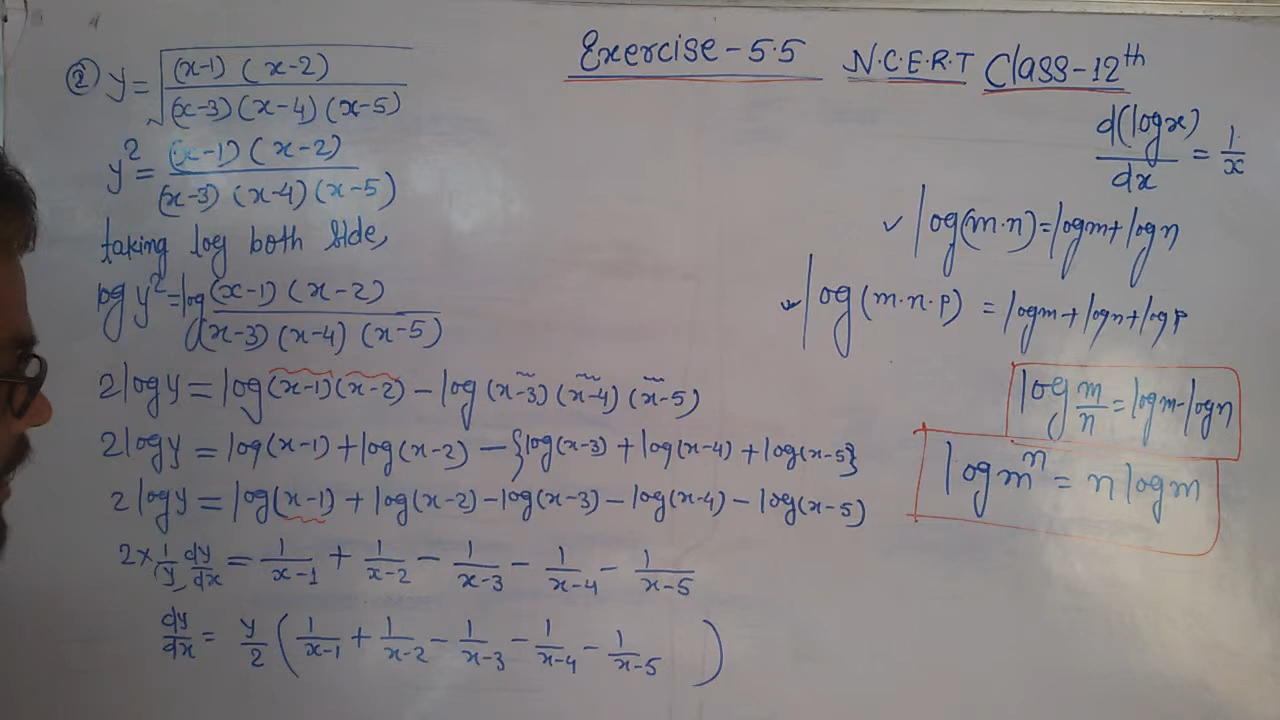 Exercise-5.5 N.C.E.R.T Class-12th
② y = √((x-1) (x-2) / (x-3) (x-4) (x-5))
y² = (x-1) (x-2) / (x-3) (x-4) (x-5)
taking log both side,
log y² = log (x-1) (x-2) / (x-3) (x-4) (x-5)
2 log y = log (x-1) (x-2) - log (x-3) (x-4) (x-5)
2 log y = log(x-1) + log(x-2) - {log(x-3) + log(x-4) + log(x-5)}
2 log y = log(x-1) + log(x-2) - log(x-3) - log(x-4) - log(x-5)
2 × 1/y dy/dx = 1/(x-1) + 1/(x-2) - 1/(x-3) - 1/(x-4) - 1/(x-5)
dy/dx = y/2 ( 1/(x-1) + 1/(x-2) - 1/(x-3) - 1/(x-4) - 1/(x-5) )
d(log x)/dx = 1/x
✓ log(m·n) = log m + log n
✓ log(m·n·p) = log m + log n + log p
log m/n = log m - log n
log mⁿ = n log m